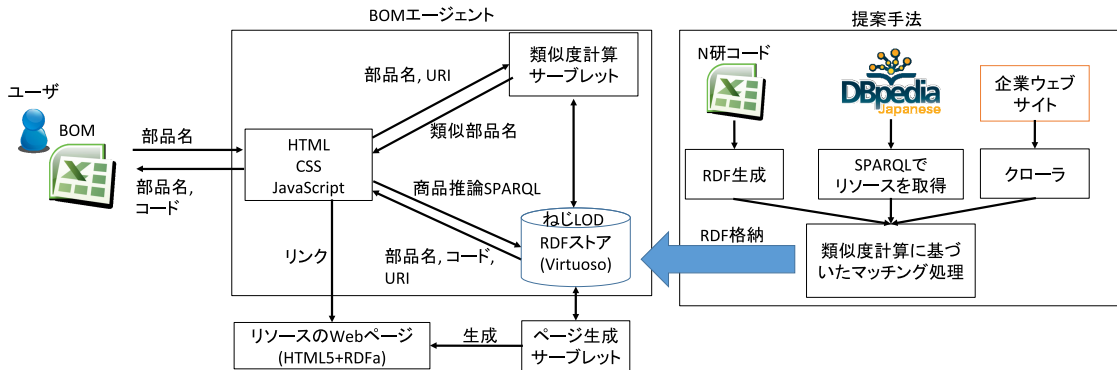 BOMエージェント
提案手法
ユーザ
BOM
部品名
部品名,
コード
HTML
CSS
JavaScript
部品名, URI
類似部品名
類似度計算
サーブレット
商品推論SPARQL
部品名, コード,
URI
ねじLOD
RDFストア
(Virtuoso)
リンク
リソースのWebページ
(HTML5+RDFa)
生成
ページ生成
サーブレット
N研コード
DBpedia
Japanese
企業ウェブ
サイト
RDF生成
SPARQLで
リソースを取得
クローラ
RDF格納
類似度計算に基づ
いたマッチング処理